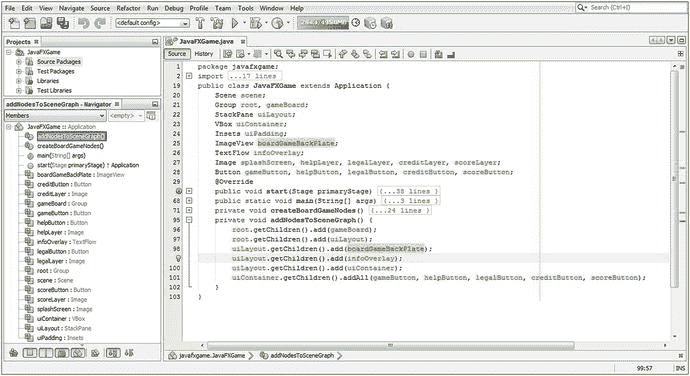 File Edit View Navigate Source Refactor Run Debug Profile Team Tools Window Help
Search (Ctrl+I)
<default config>
Projects
JavaFXGame
Source Packages
Test Packages
Libraries
Test Libraries
addNodesToSceneGraph - Navigator
Members <empty>
JavaFXGame :: Application
addNodesToSceneGraph()
createBoardGameNodes()
main(String[] args)
start(Stage primaryStage) ↑ Application
boardGameBackPlate : ImageView
creditButton : Button
creditLayer : Image
gameBoard : Group
gameButton : Button
helpButton : Button
helpLayer : Image
infoOverlay : TextFlow
legalButton : Button
legalLayer : Image
root : Group
scene : Scene
scoreButton : Button
scoreLayer : Image
splashScreen : Image
uiContainer : VBox
uiLayout : StackPane
uiPadding : Insets
JavaFXGame.java
Source History
1 package javafxgame;
2 import ...17 lines
19 public class JavaFXGame extends Application {
20 Scene scene;
21 Group root, gameBoard;
22 StackPane uiLayout;
23 VBox uiContainer;
24 Insets uiPadding;
25 ImageView boardGameBackPlate;
26 TextFlow infoOverlay;
27 Image splashScreen, helpLayer, legalLayer, creditLayer, scoreLayer;
28 Button gameButton, helpButton, legalButton, creditButton, scoreButton;
29 @Override
public void start(Stage primaryStage) {...38 lines }
68 public static void main(String[] args) {...3 lines }
71 private void createBoardGameNodes() {...24 lines }
95 private void addNodesToSceneGraph() {
96 root.getChildren().add(gameBoard);
97 root.getChildren().add(uiLayout);
98 uiLayout.getChildren().add(boardGameBackPlate);
uiLayout.getChildren().add(infoOverlay);
100 uiLayout.getChildren().add(uiContainer);
101 uiContainer.getChildren().addAll(gameButton, helpButton, legalButton, creditButton, scoreButton);
102 }
103 }
javafxgame.JavaFXGame addNodesToSceneGraph
99:57 INS